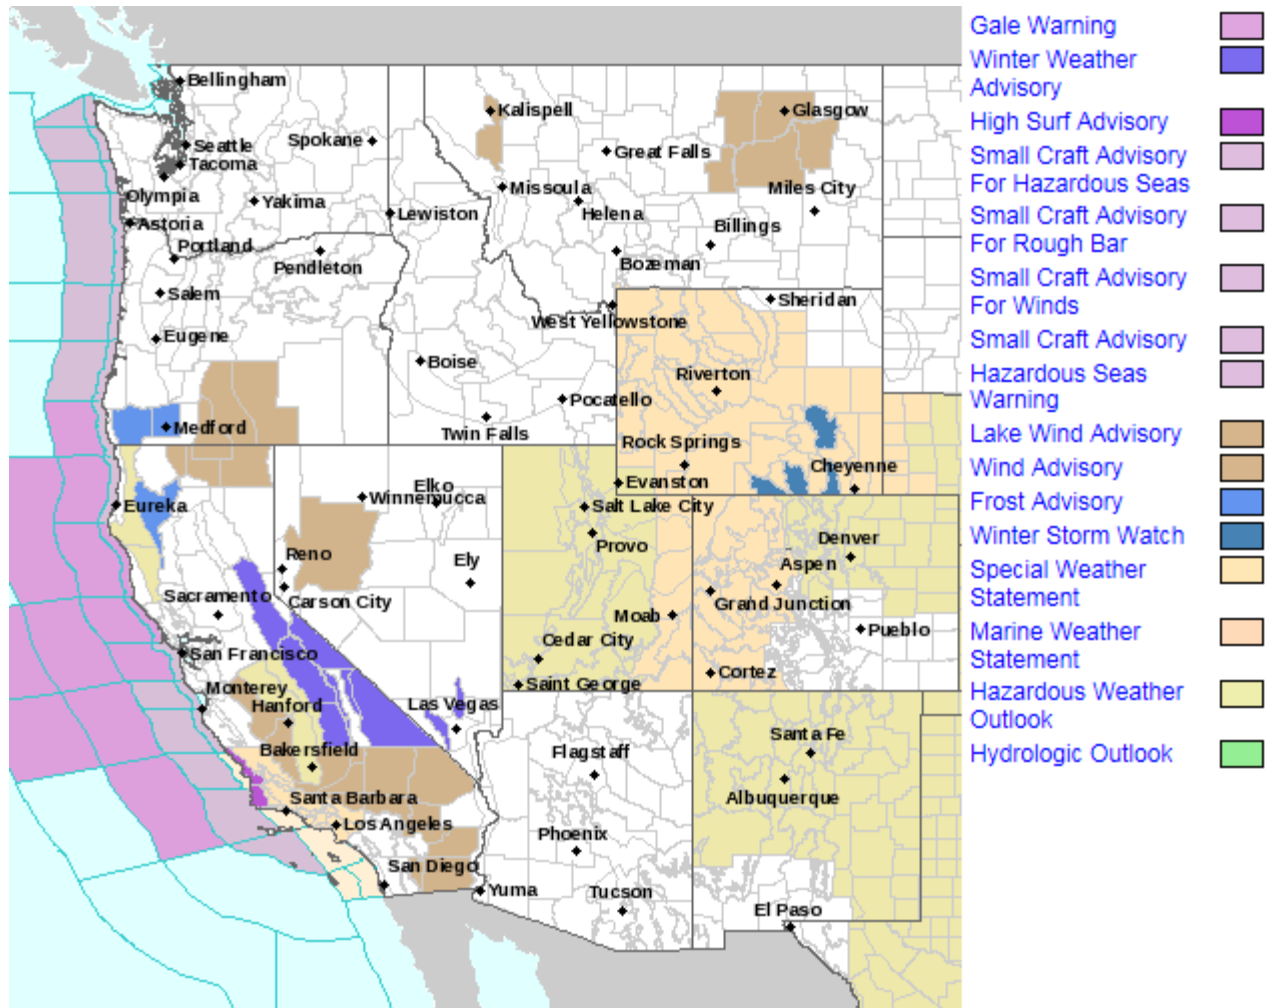 Bellingham
Seattle
Tacoma
Olympia
Astoria
Spokane
Yakima
Portland
Pendleton
Salem
Eugene
Medford
Kalispell
Great Falls
Glasgow
Missoula
Helena
Miles City
Lewiston
Billings
Bozeman
West Yellowstone
Sheridan
Boise
Pocatello
Twin Falls
Riverton
Rock Springs
Cheyenne
Evanston
Eureka
Elko
Winnemucca
Reno
Ely
Carson City
Sacramento
San Francisco
Monterey
Hanford
Bakersfield
Las Vegas
Santa Barbara
Los Angeles
San Diego
Salt Lake City
Provo
Moab
Cedar City
Saint George
Denver
Aspen
Grand Junction
Pueblo
Cortez
Flagstaff
Phoenix
Yuma
Tucson
Santa Fe
Albuquerque
El Paso
Gale Warning
Winter Weather
Advisory
High Surf Advisory
Small Craft Advisory
For Hazardous Seas
Small Craft Advisory
For Rough Bar
Small Craft Advisory
For Winds
Small Craft Advisory
Hazardous Seas
Warning
Lake Wind Advisory
Wind Advisory
Frost Advisory
Winter Storm Watch
Special Weather
Statement
Marine Weather
Statement
Hazardous Weather
Outlook
Hydrologic Outlook